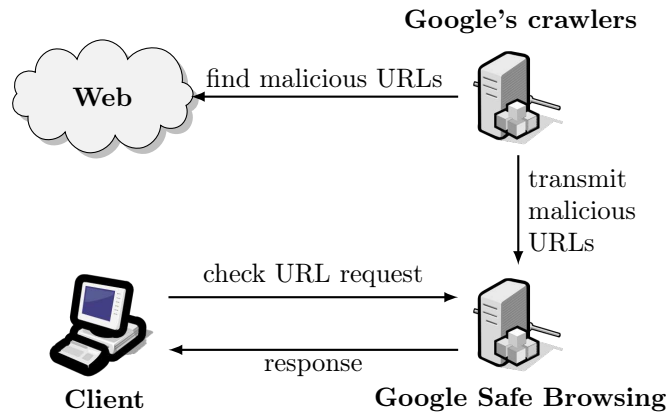 Google's crawlers
find malicious URLs
Web
transmit
malicious
URLs
check URL request
response
Client
Google Safe Browsing